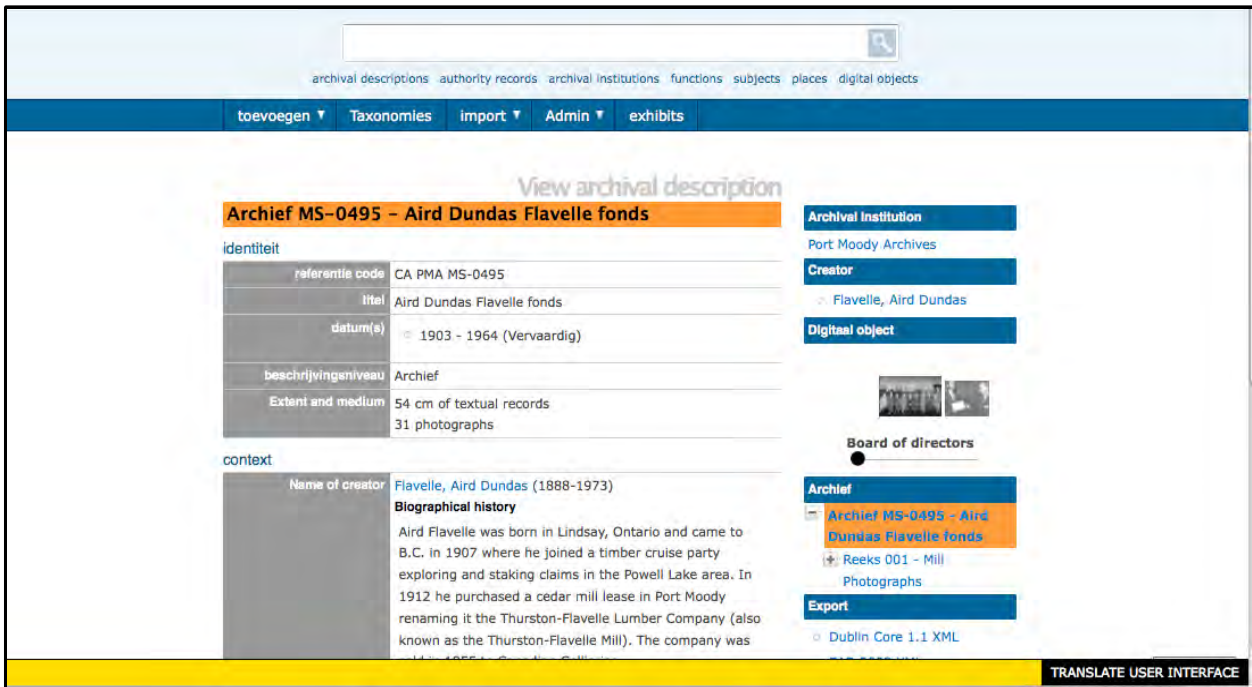 archival descriptions authority records archival institutions functions subjects places digital objects
toevoegen Taxonomies import Admin exhibits
View archival description
Archief MS-0495 - Aird Dundas Flavelle fonds
identiteit
referentie code CA PMA MS-0495
titel Aird Dundas Flavelle fonds
datum(s) 1903 - 1964 (Vervaardig)
beschrijvingsniveau Archief
Extent and medium 54 cm of textual records
31 photographs
context
Name of creator Flavelle, Aird Dundas (1888-1973)
Biographical history
Aird Flavelle was born in Lindsay, Ontario and came to
B.C. in 1907 where he joined a timber cruise party
exploring and staking claims in the Powell Lake area. In
1912 he purchased a cedar mill lease in Port Moody
renaming it the Thurston-Flavelle Lumber Company (also
known as the Thurston-Flavelle Mill). The company was
Archival Institution
Port Moody Archives
Creator
Flavelle, Aird Dundas
Digitaal object
Board of directors
Archief
Archief MS-0495 - Aird
Dundas Flavelle fonds
Reeks 001 - Mill
Photographs
Export
Dublin Core 1.1 XML
TRANSLATE USER INTERFACE